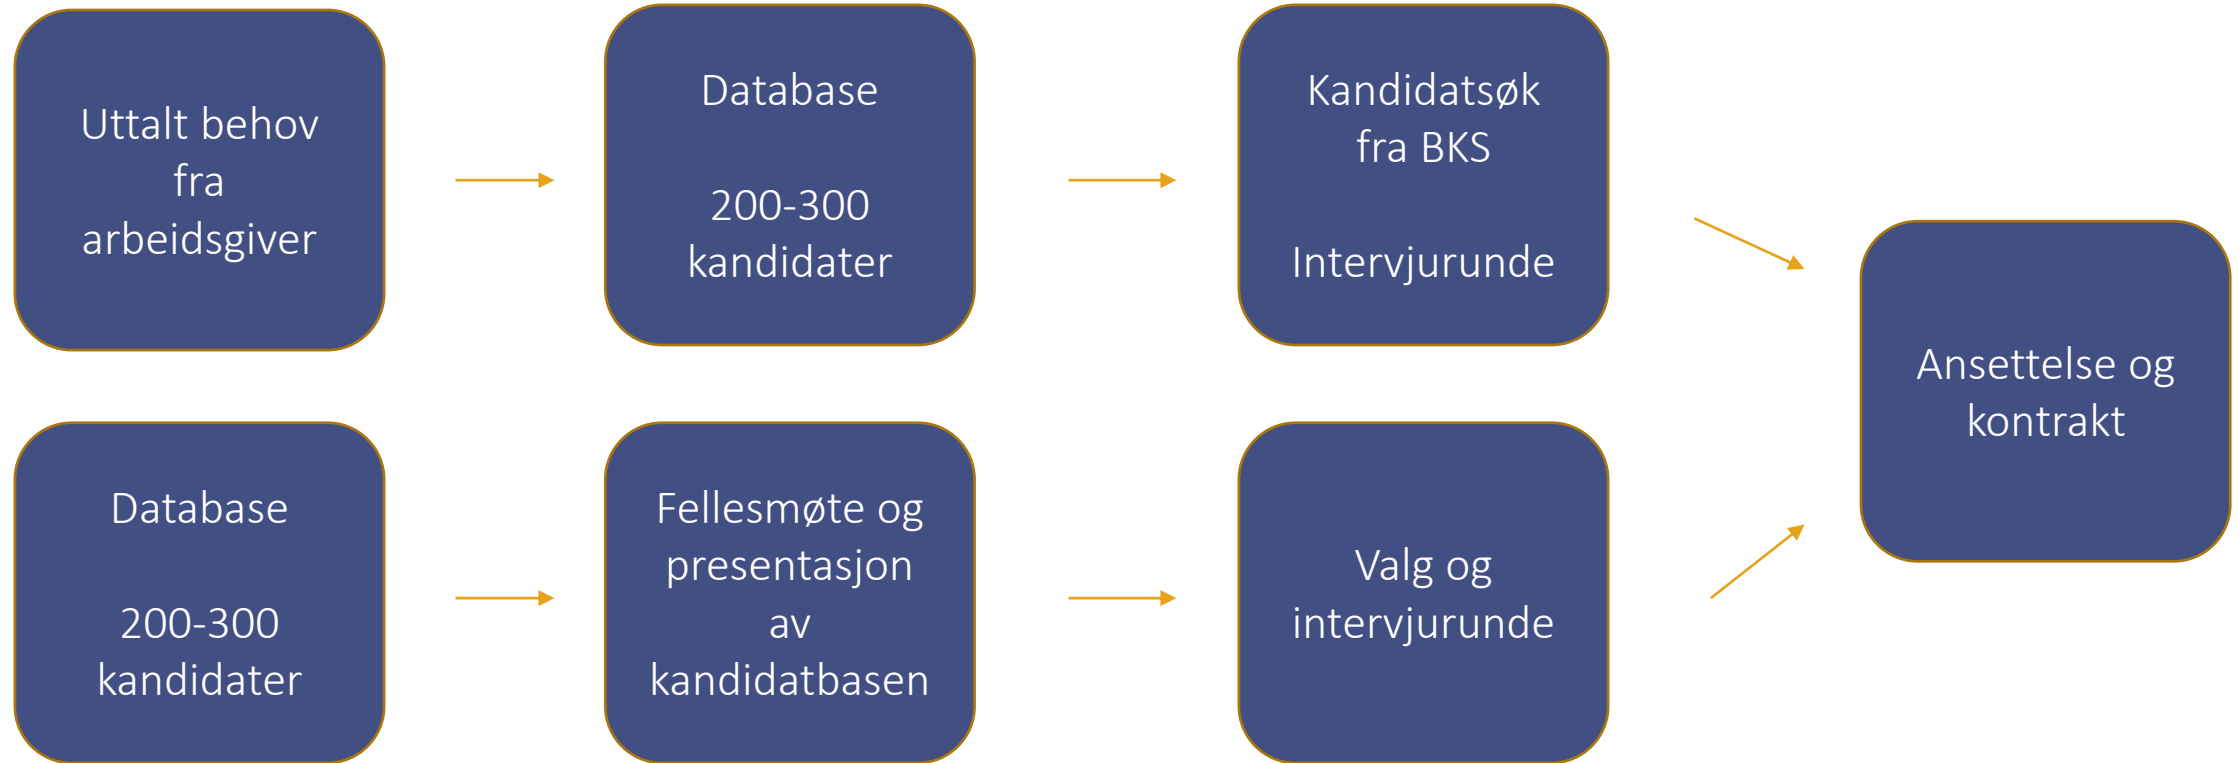 Uttalt behov
fra
arbeidsgiver
Database
200-300
kandidater
Kandidatsøk
fra BKS
Intervjurunde
Ansettelse og
kontrakt
Database
200-300
kandidater
Fellesmøte og
presentasjon
av
kandidatbasen
Valg og
intervjurunde